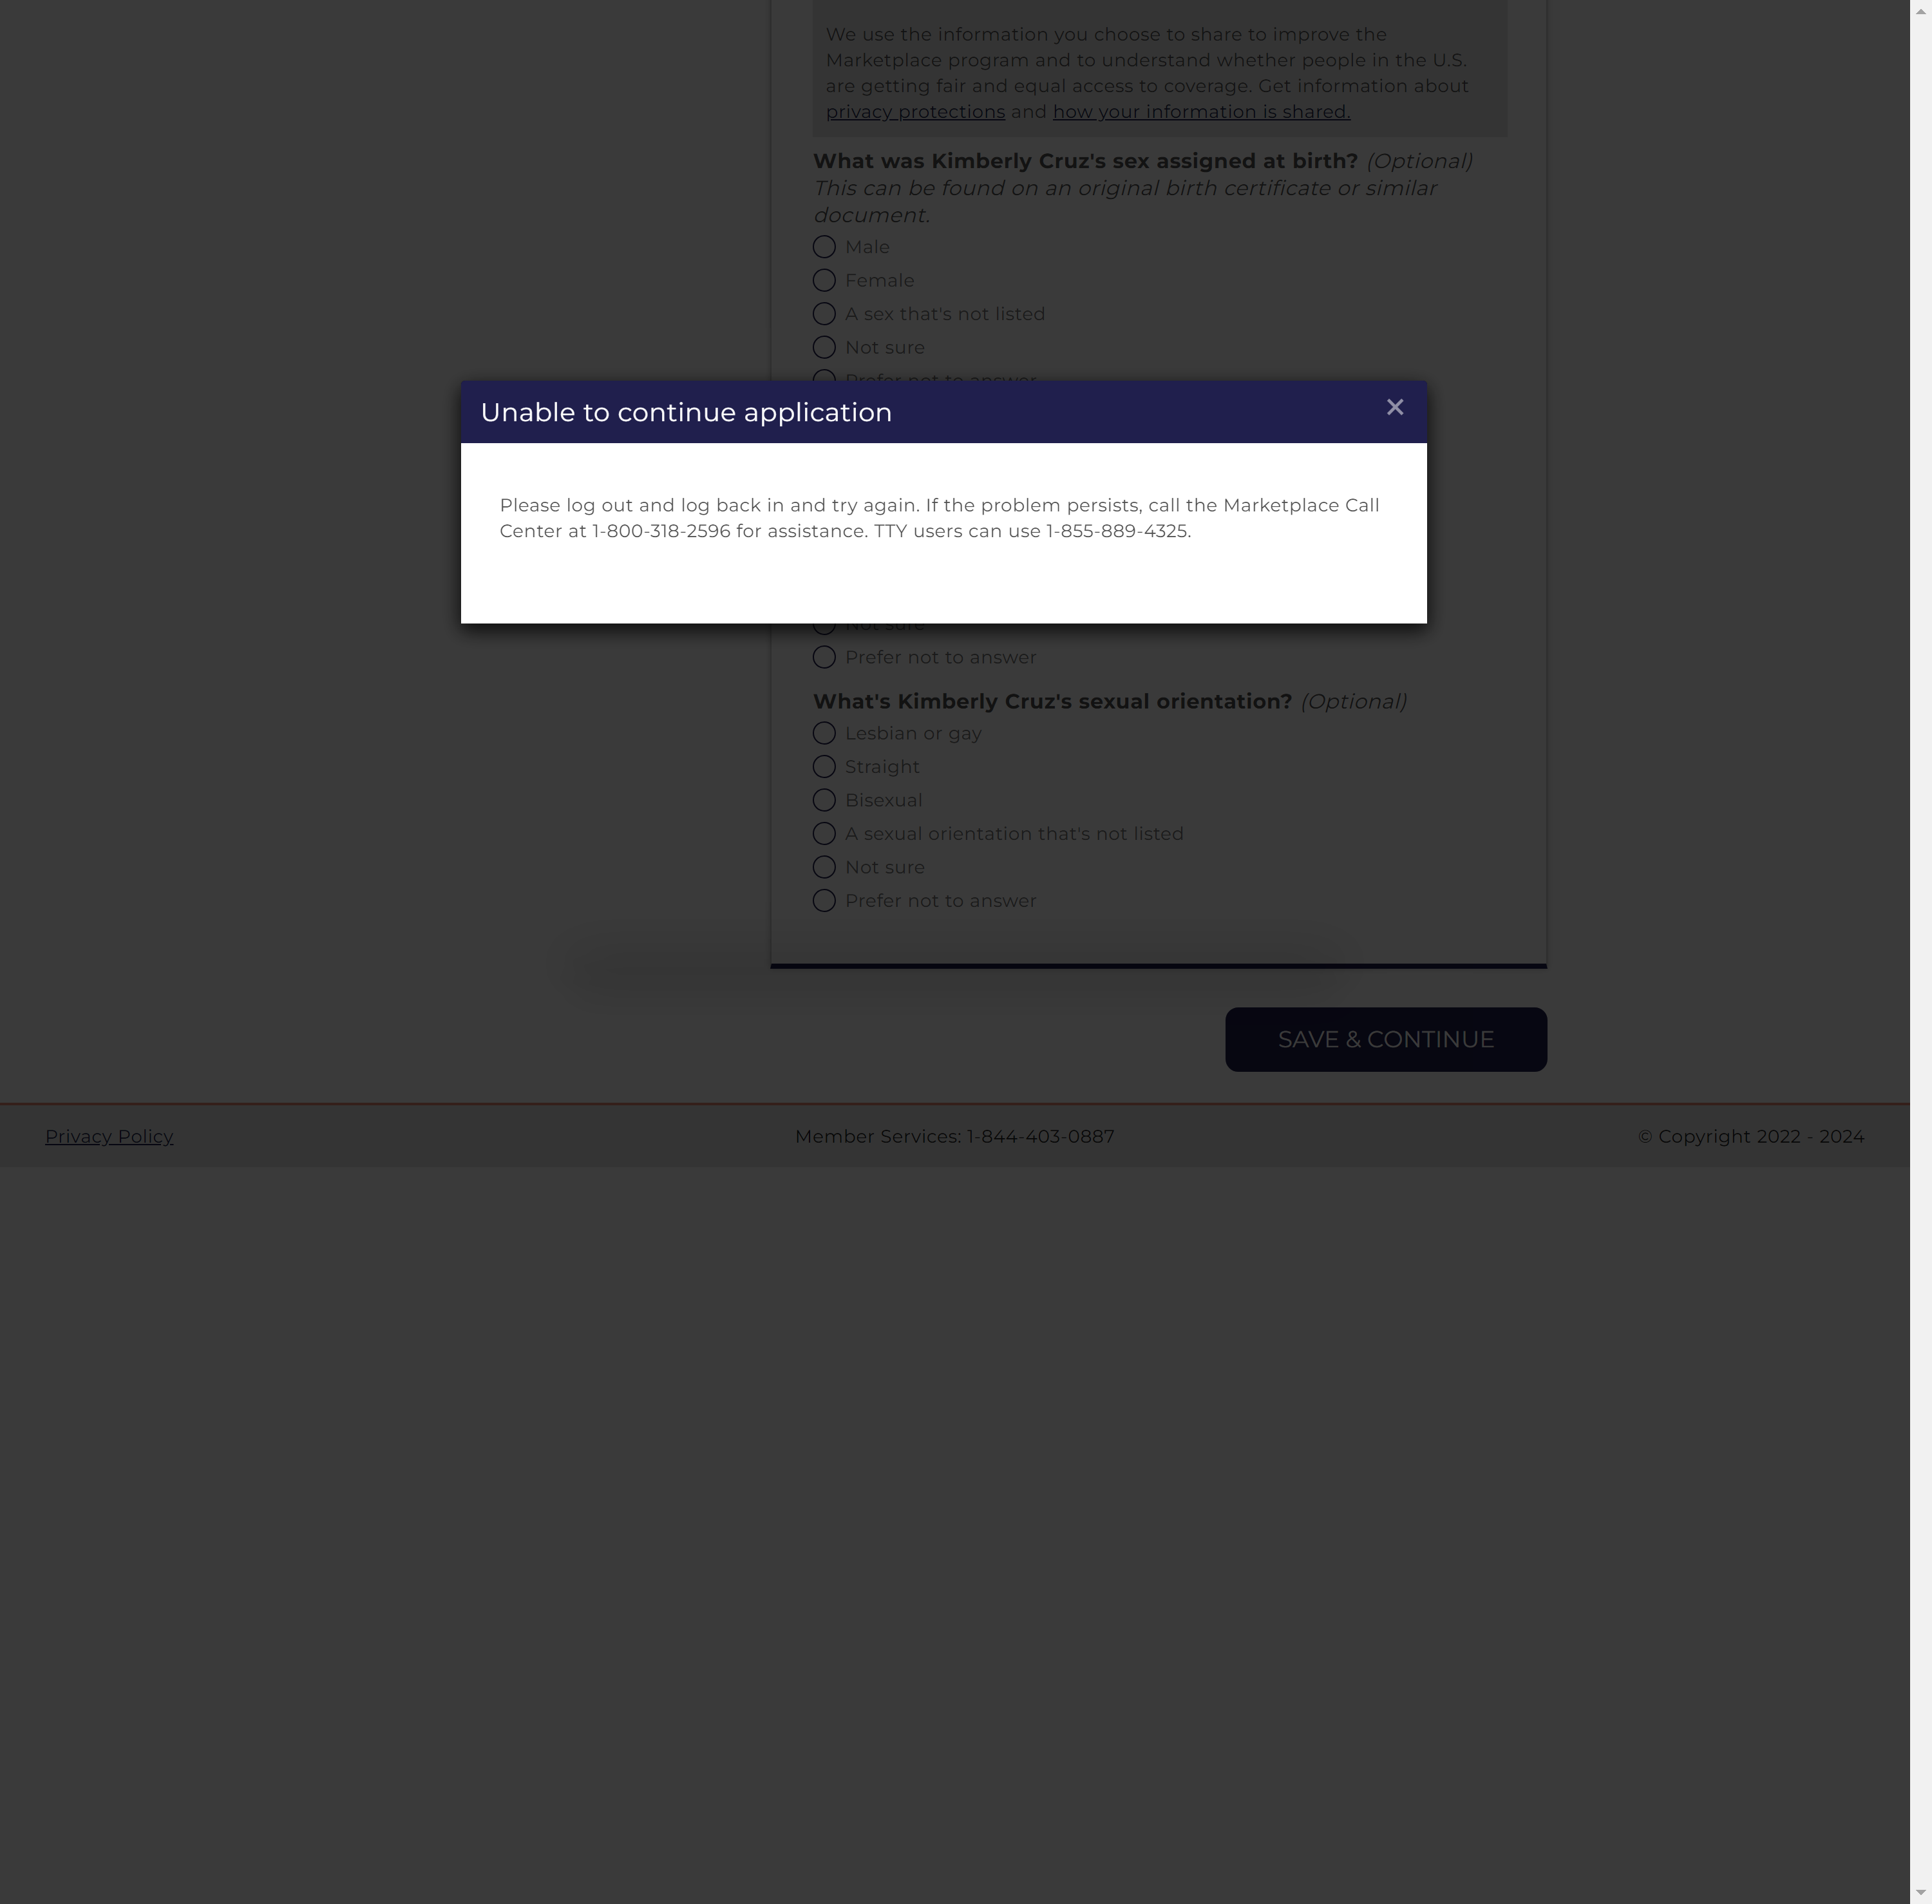 We use the information you choose to share to improve the
Marketplace program and to understand whether people in the U.S.
are getting fair and equal access to coverage. Get information about
privacy protections and how your information is shared.
What was Kimberly Cruz's sex assigned at birth? (Optional)
This can be found on an original birth certificate or similar
document.
Male
Female
A sex that's not listed
Not sure
Prefer not to answer
Unable to continue application
×
Please log out and log back in and try again. If the problem persists, call the Marketplace Call
Center at 1-800-318-2596 for assistance. TTY users can use 1-855-889-4325.
Not sure
Prefer not to answer
What's Kimberly Cruz's sexual orientation? (Optional)
Lesbian or gay
Straight
Bisexual
A sexual orientation that's not listed
Not sure
Prefer not to answer
SAVE & CONTINUE
Privacy Policy
Member Services: 1-844-403-0887
© Copyright 2022 - 2024